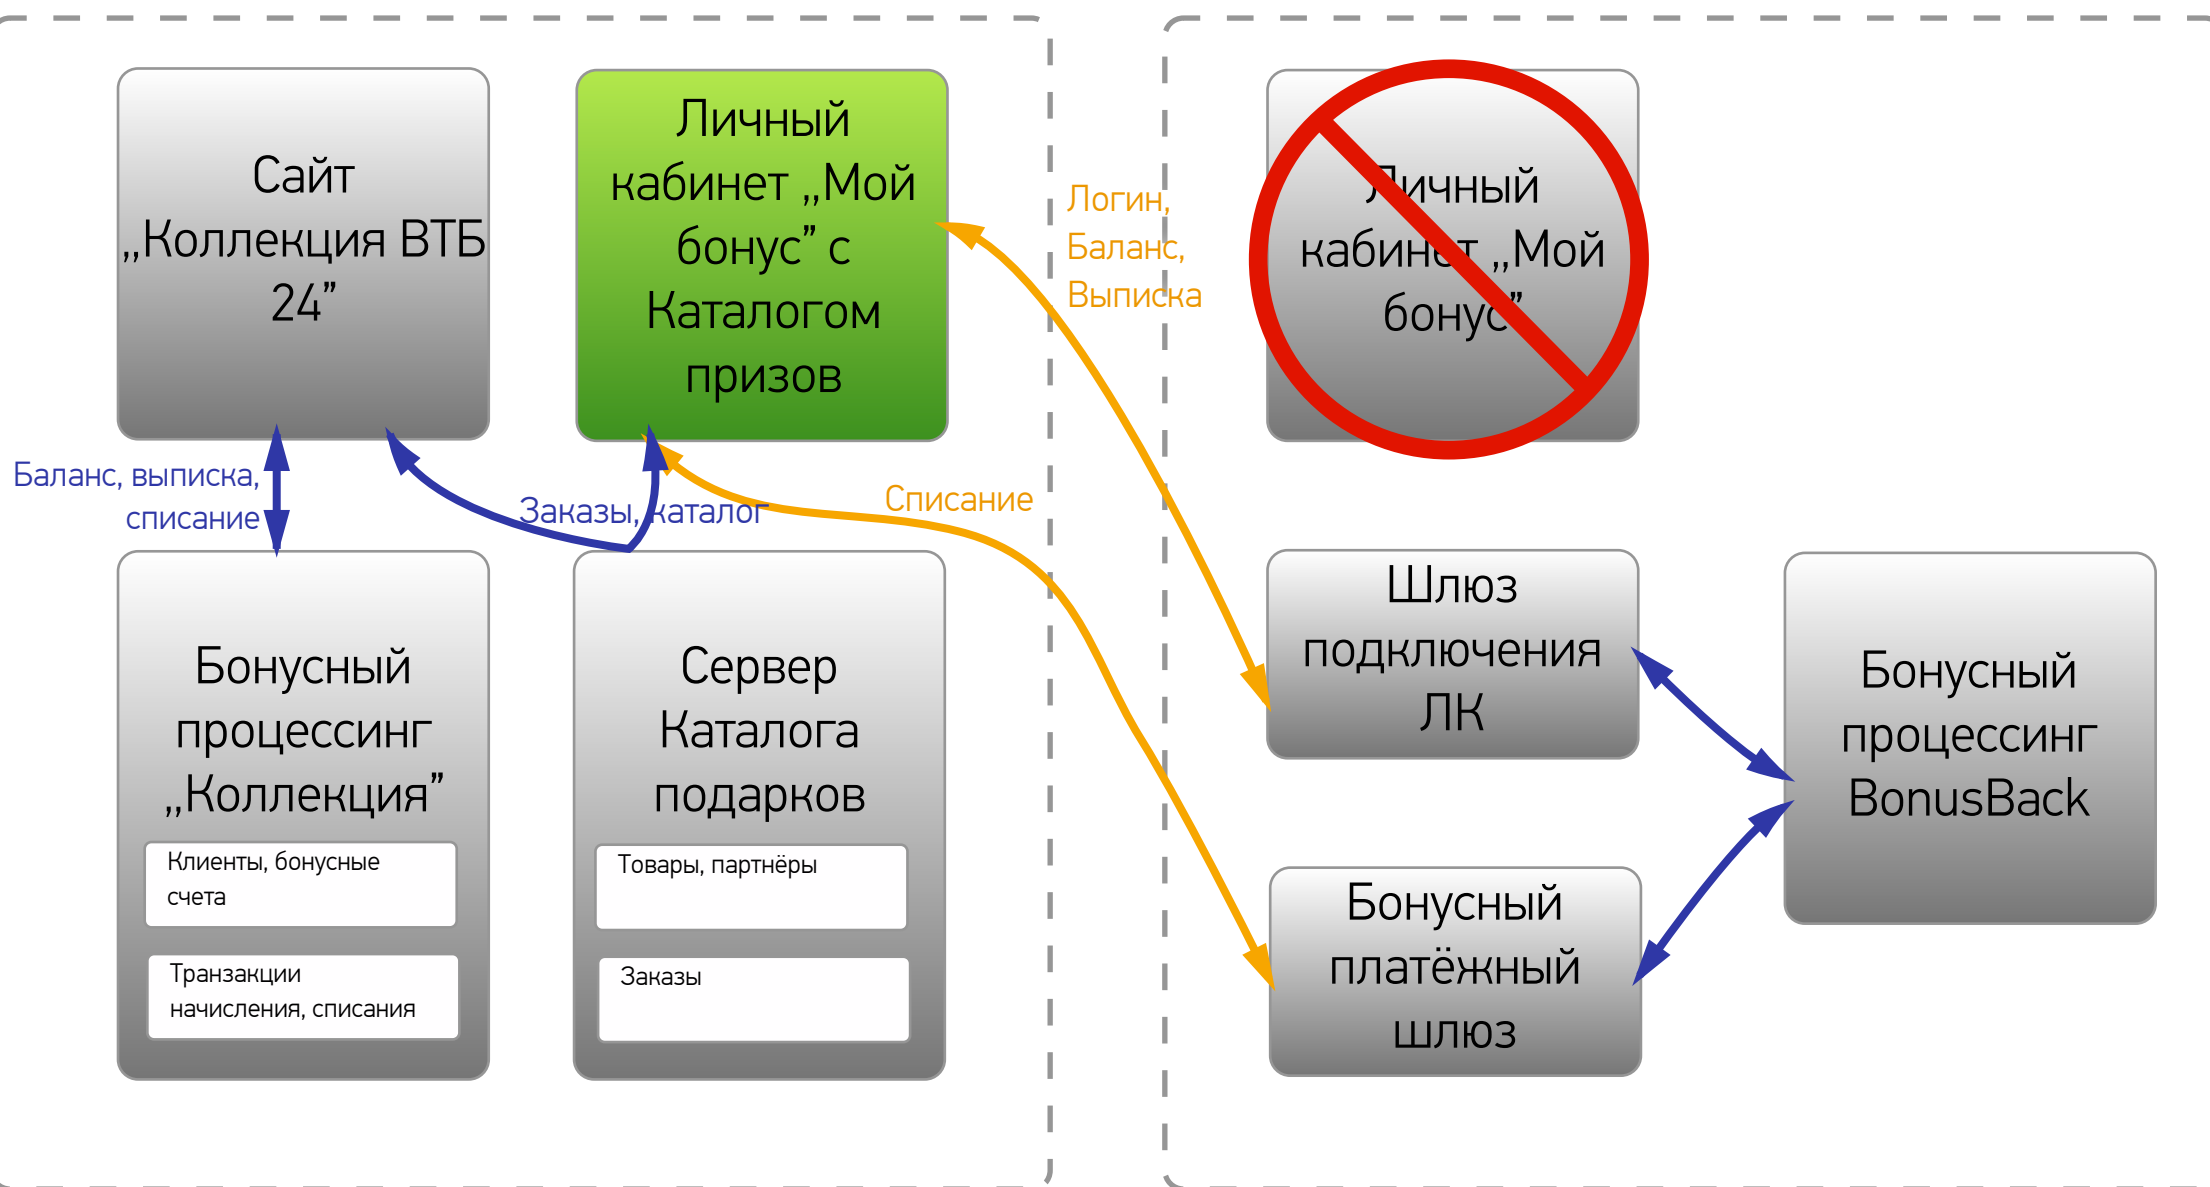 Сайт
„Коллекция ВТБ
24”
Личный
кабинет „Мой
бонус” с
Каталогом
призов
Логин,
Баланс,
Выписка
Личный
кабинет „Мой
бонус”
Баланс, выписка,
списание
Заказы, каталог
Списание
Бонусный
процессинг
„Коллекция”
Клиенты, бонусные
счета
Транзакции
начисления, списания
Сервер
Каталога
подарков
Товары, партнёры
Заказы
Шлюз
подключения
ЛК
Бонусный
платёжный
шлюз
Бонусный
процессинг
BonusBack